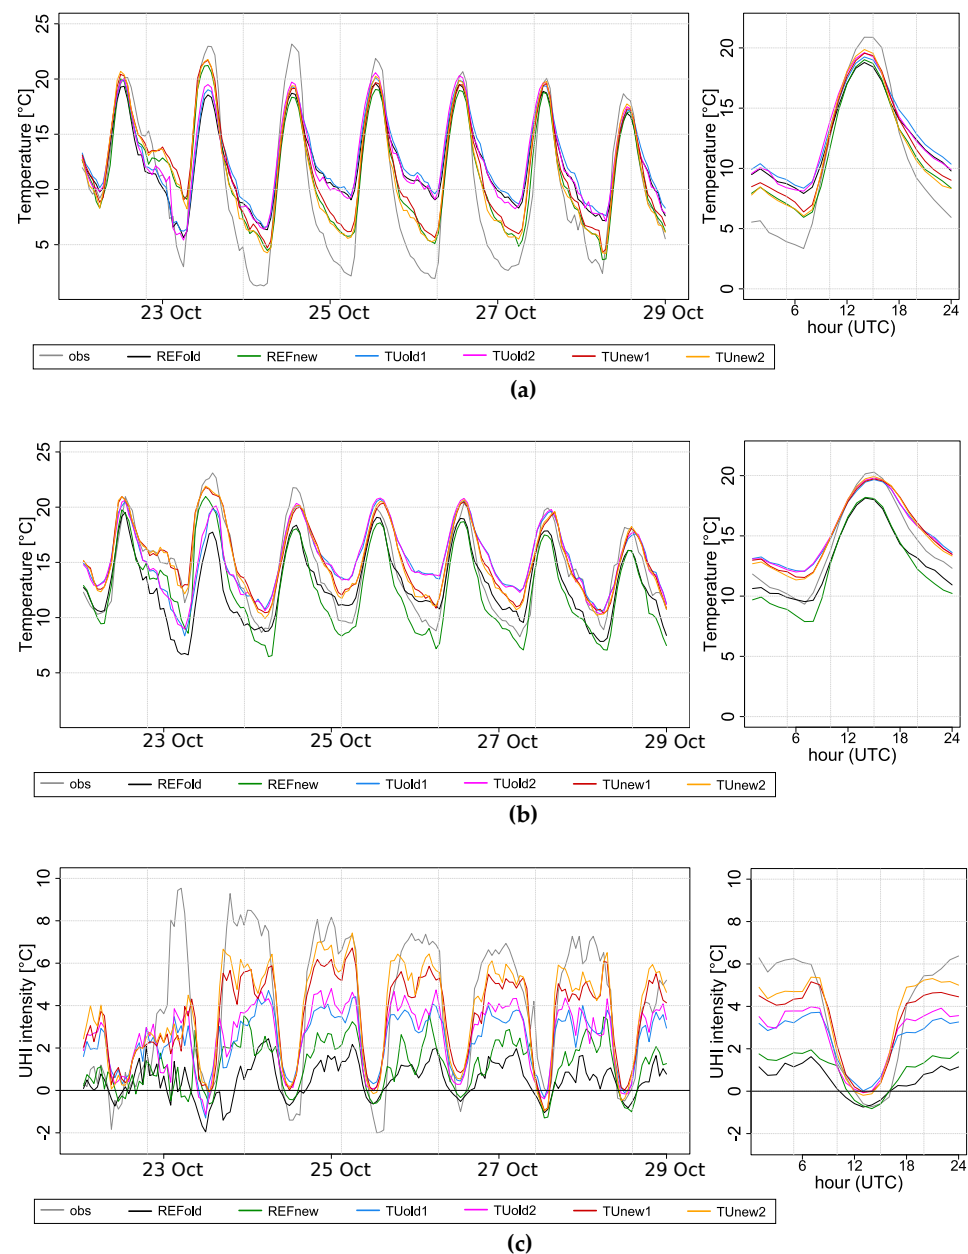 Temperature [°C]
25
20
15
10
5
23 Oct 25 Oct 27 Oct 29 Oct
Temperature [°C]
20
15
10
5
0
6 12 18 24
hour (UTC)
obs REFold REFnew TUold1 TUold2 TUnew1 TUnew2
(a)
Temperature [°C]
25
20
15
10
5
23 Oct 25 Oct 27 Oct 29 Oct
Temperature [°C]
20
15
10
5
0
6 12 18 24
hour (UTC)
obs REFold REFnew TUold1 TUold2 TUnew1 TUnew2
(b)
UHI intensity [°C]
10
8
6
4
2
0
-2
23 Oct 25 Oct 27 Oct 29 Oct
UHI intensity [°C]
10
8
6
4
2
0
-2
6 12 18 24
hour (UTC)
obs REFold REFnew TUold1 TUold2 TUnew1 TUnew2
(c)